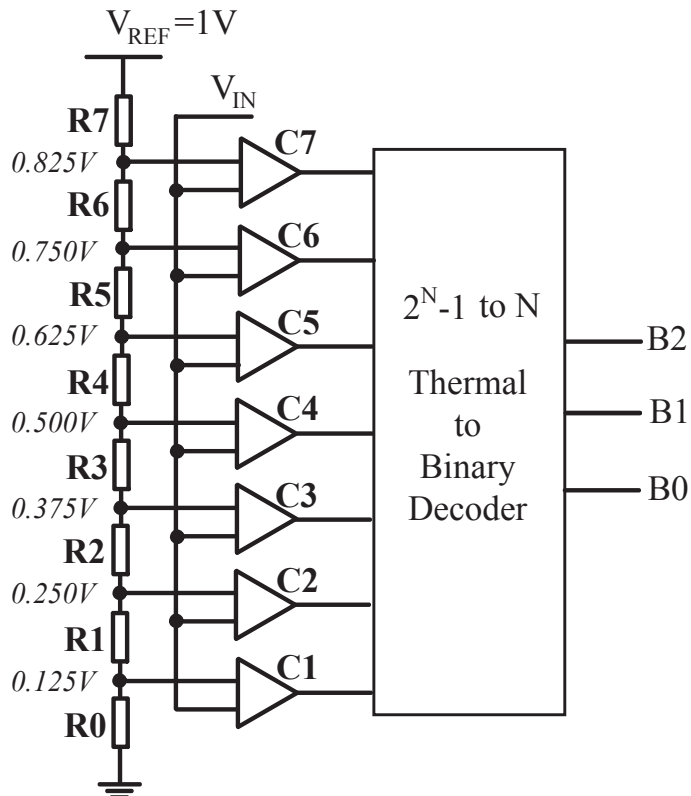 V_REF=1V
V_IN
R7
C7
0.825V
R6
C6
0.750V
R5
C5
0.625V
R4
C4
0.500V
R3
C3
0.375V
R2
C2
0.250V
R1
C1
0.125V
R0
2^N-1 to N
Thermal
to
Binary
Decoder
B2
B1
B0